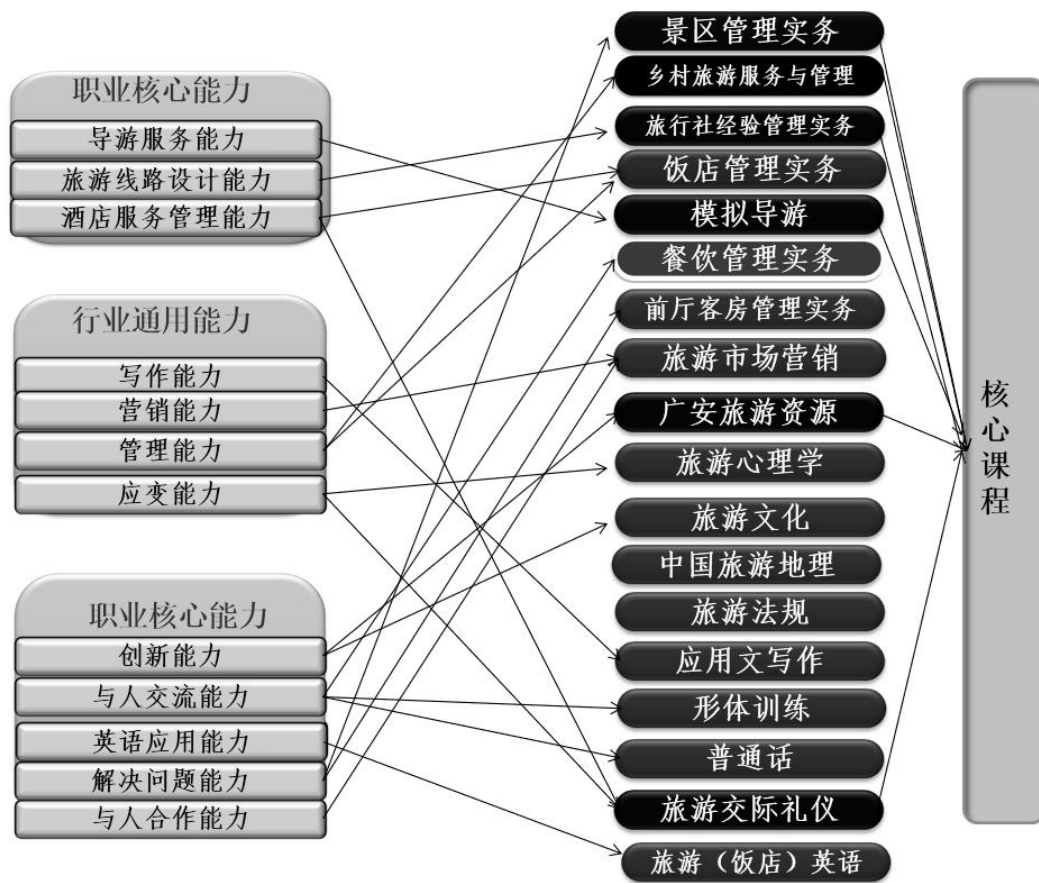 职业核心能力
导游服务能力
旅游线路设计能力
酒店服务管理能力
行业通用能力
写作能力
营销能力
管理能力
应变能力
职业核心能力
创新能力
与人交流能力
英语应用能力
解决问题能力
与人合作能力
景区管理实务
乡村旅游服务与管理
旅行社经验管理实务
饭店管理实务
模拟导游
餐饮管理实务
前厅客房管理实务
旅游市场营销
广安旅游资源
旅游心理学
旅游文化
中国旅游地理
旅游法规
应用文写作
形体训练
普通话
旅游交际礼仪
旅游（饭店）英语
核心课程